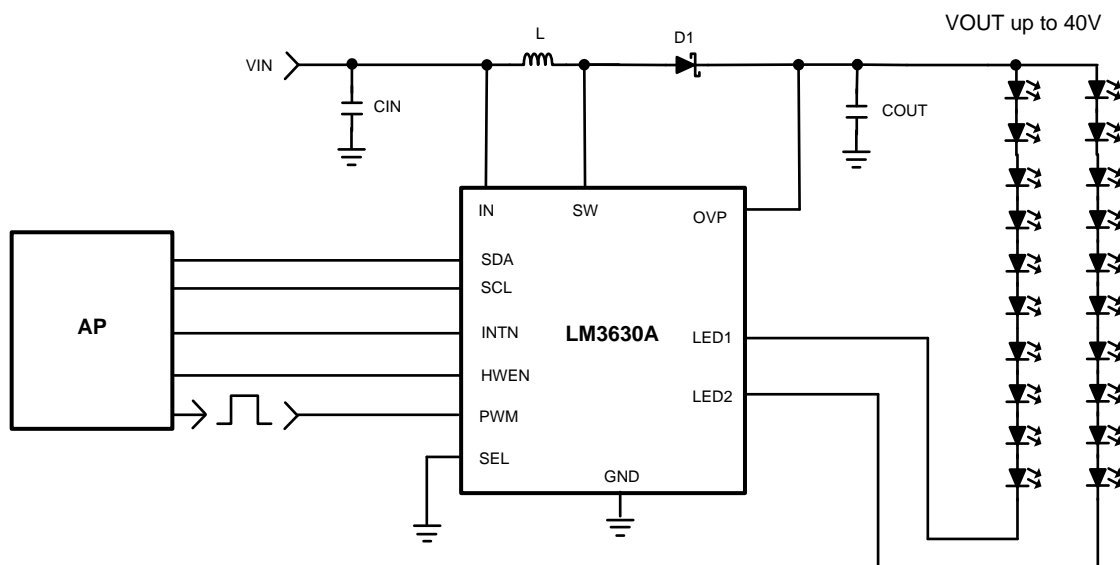 VOUT up to 40V
L
D1
VIN
CIN
COUT
IN
SW
OVP
SDA
SCL
AP
INTN
LM3630A
LED1
HWEN
LED2
PWM
SEL
GND